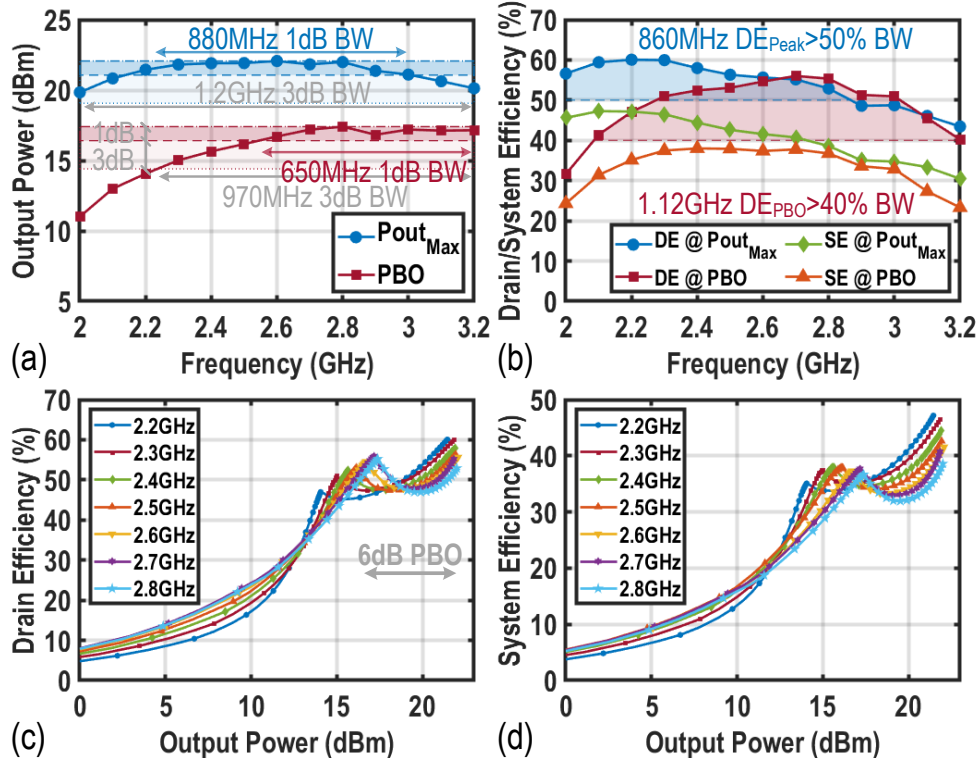 Output Power (dBm)
25
20
15
10
5
880MHz 1dB BW
1.2GHz 3dB BW
1dB
3dB
650MHz 1dB BW
970MHz 3dB BW
Pout_Max
PBO
2 2.2 2.4 2.6 2.8 3 3.2
(a) Frequency (GHz)
Drain/System Efficiency (%)
70
60
50
40
30
20
10
0
860MHz DE_Peak>50% BW
1.12GHz DE_PBO>40% BW
DE @ Pout_Max SE @ Pout_Max
DE @ PBO SE @ PBO
2 2.2 2.4 2.6 2.8 3 3.2
(b) Frequency (GHz)
Drain Efficiency (%)
70
60
50
40
30
20
10
0
2.2GHz
2.3GHz
2.4GHz
2.5GHz
2.6GHz
2.7GHz
2.8GHz
6dB PBO
0 5 10 15 20
(c) Output Power (dBm)
System Efficiency (%)
50
40
30
20
10
0
2.2GHz
2.3GHz
2.4GHz
2.5GHz
2.6GHz
2.7GHz
2.8GHz
0 5 10 15 20
(d) Output Power (dBm)